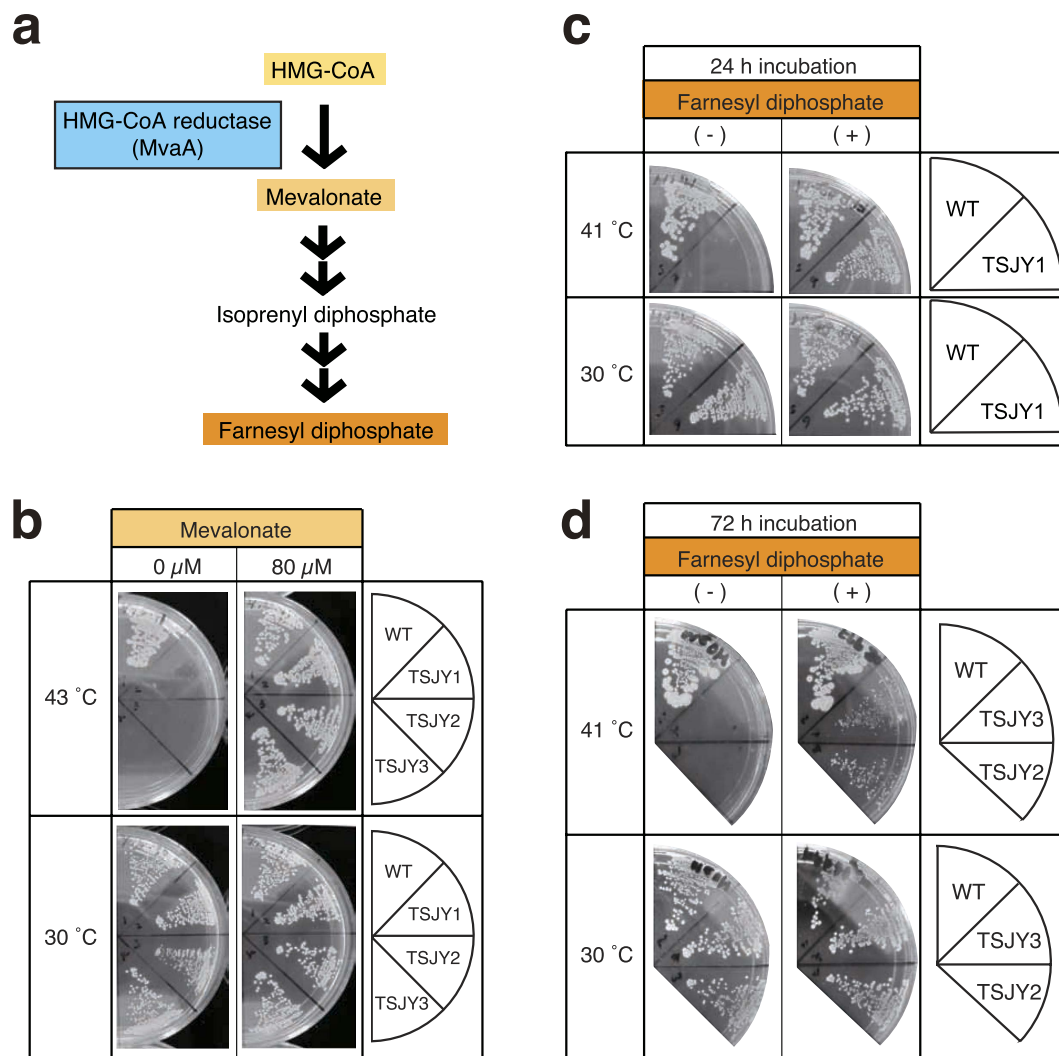 a
HMG-CoA
HMG-CoA reductase
(MvaA)
Mevalonate
Isoprenyl diphosphate
Farnesyl diphosphate
b
Mevalonate
0 µM
80 µM
43 °C
WT
TSJY1
TSJY2
TSJY3
30 °C
WT
TSJY1
TSJY2
TSJY3
c
24 h incubation
Farnesyl diphosphate
( - )
( + )
41 °C
WT
TSJY1
30 °C
WT
TSJY1
d
72 h incubation
Farnesyl diphosphate
( - )
( + )
41 °C
WT
TSJY3
TSJY2
30 °C
WT
TSJY3
TSJY2